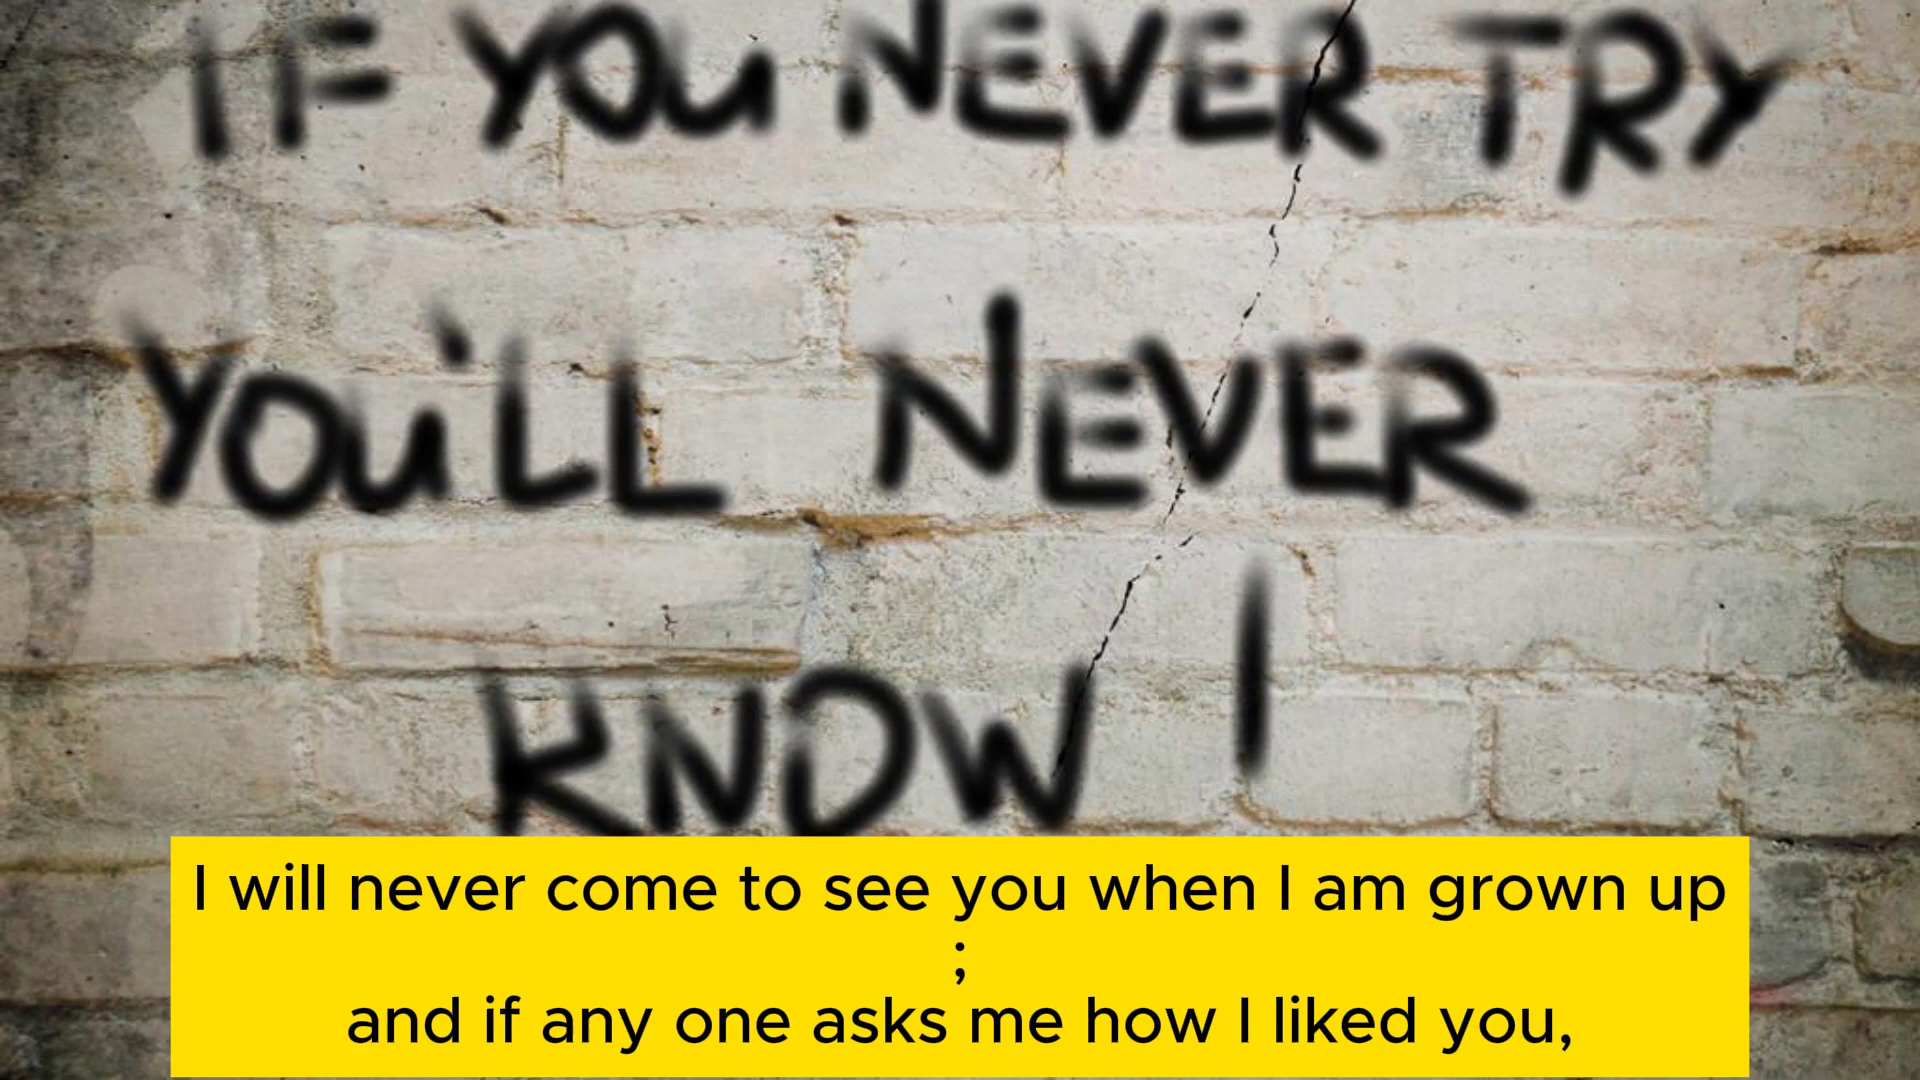 IF YOu NEVER TRY
YOu'LL NEVER
KNOW !
I will never come to see you when I am grown up
;
and if any one asks me how I liked you,